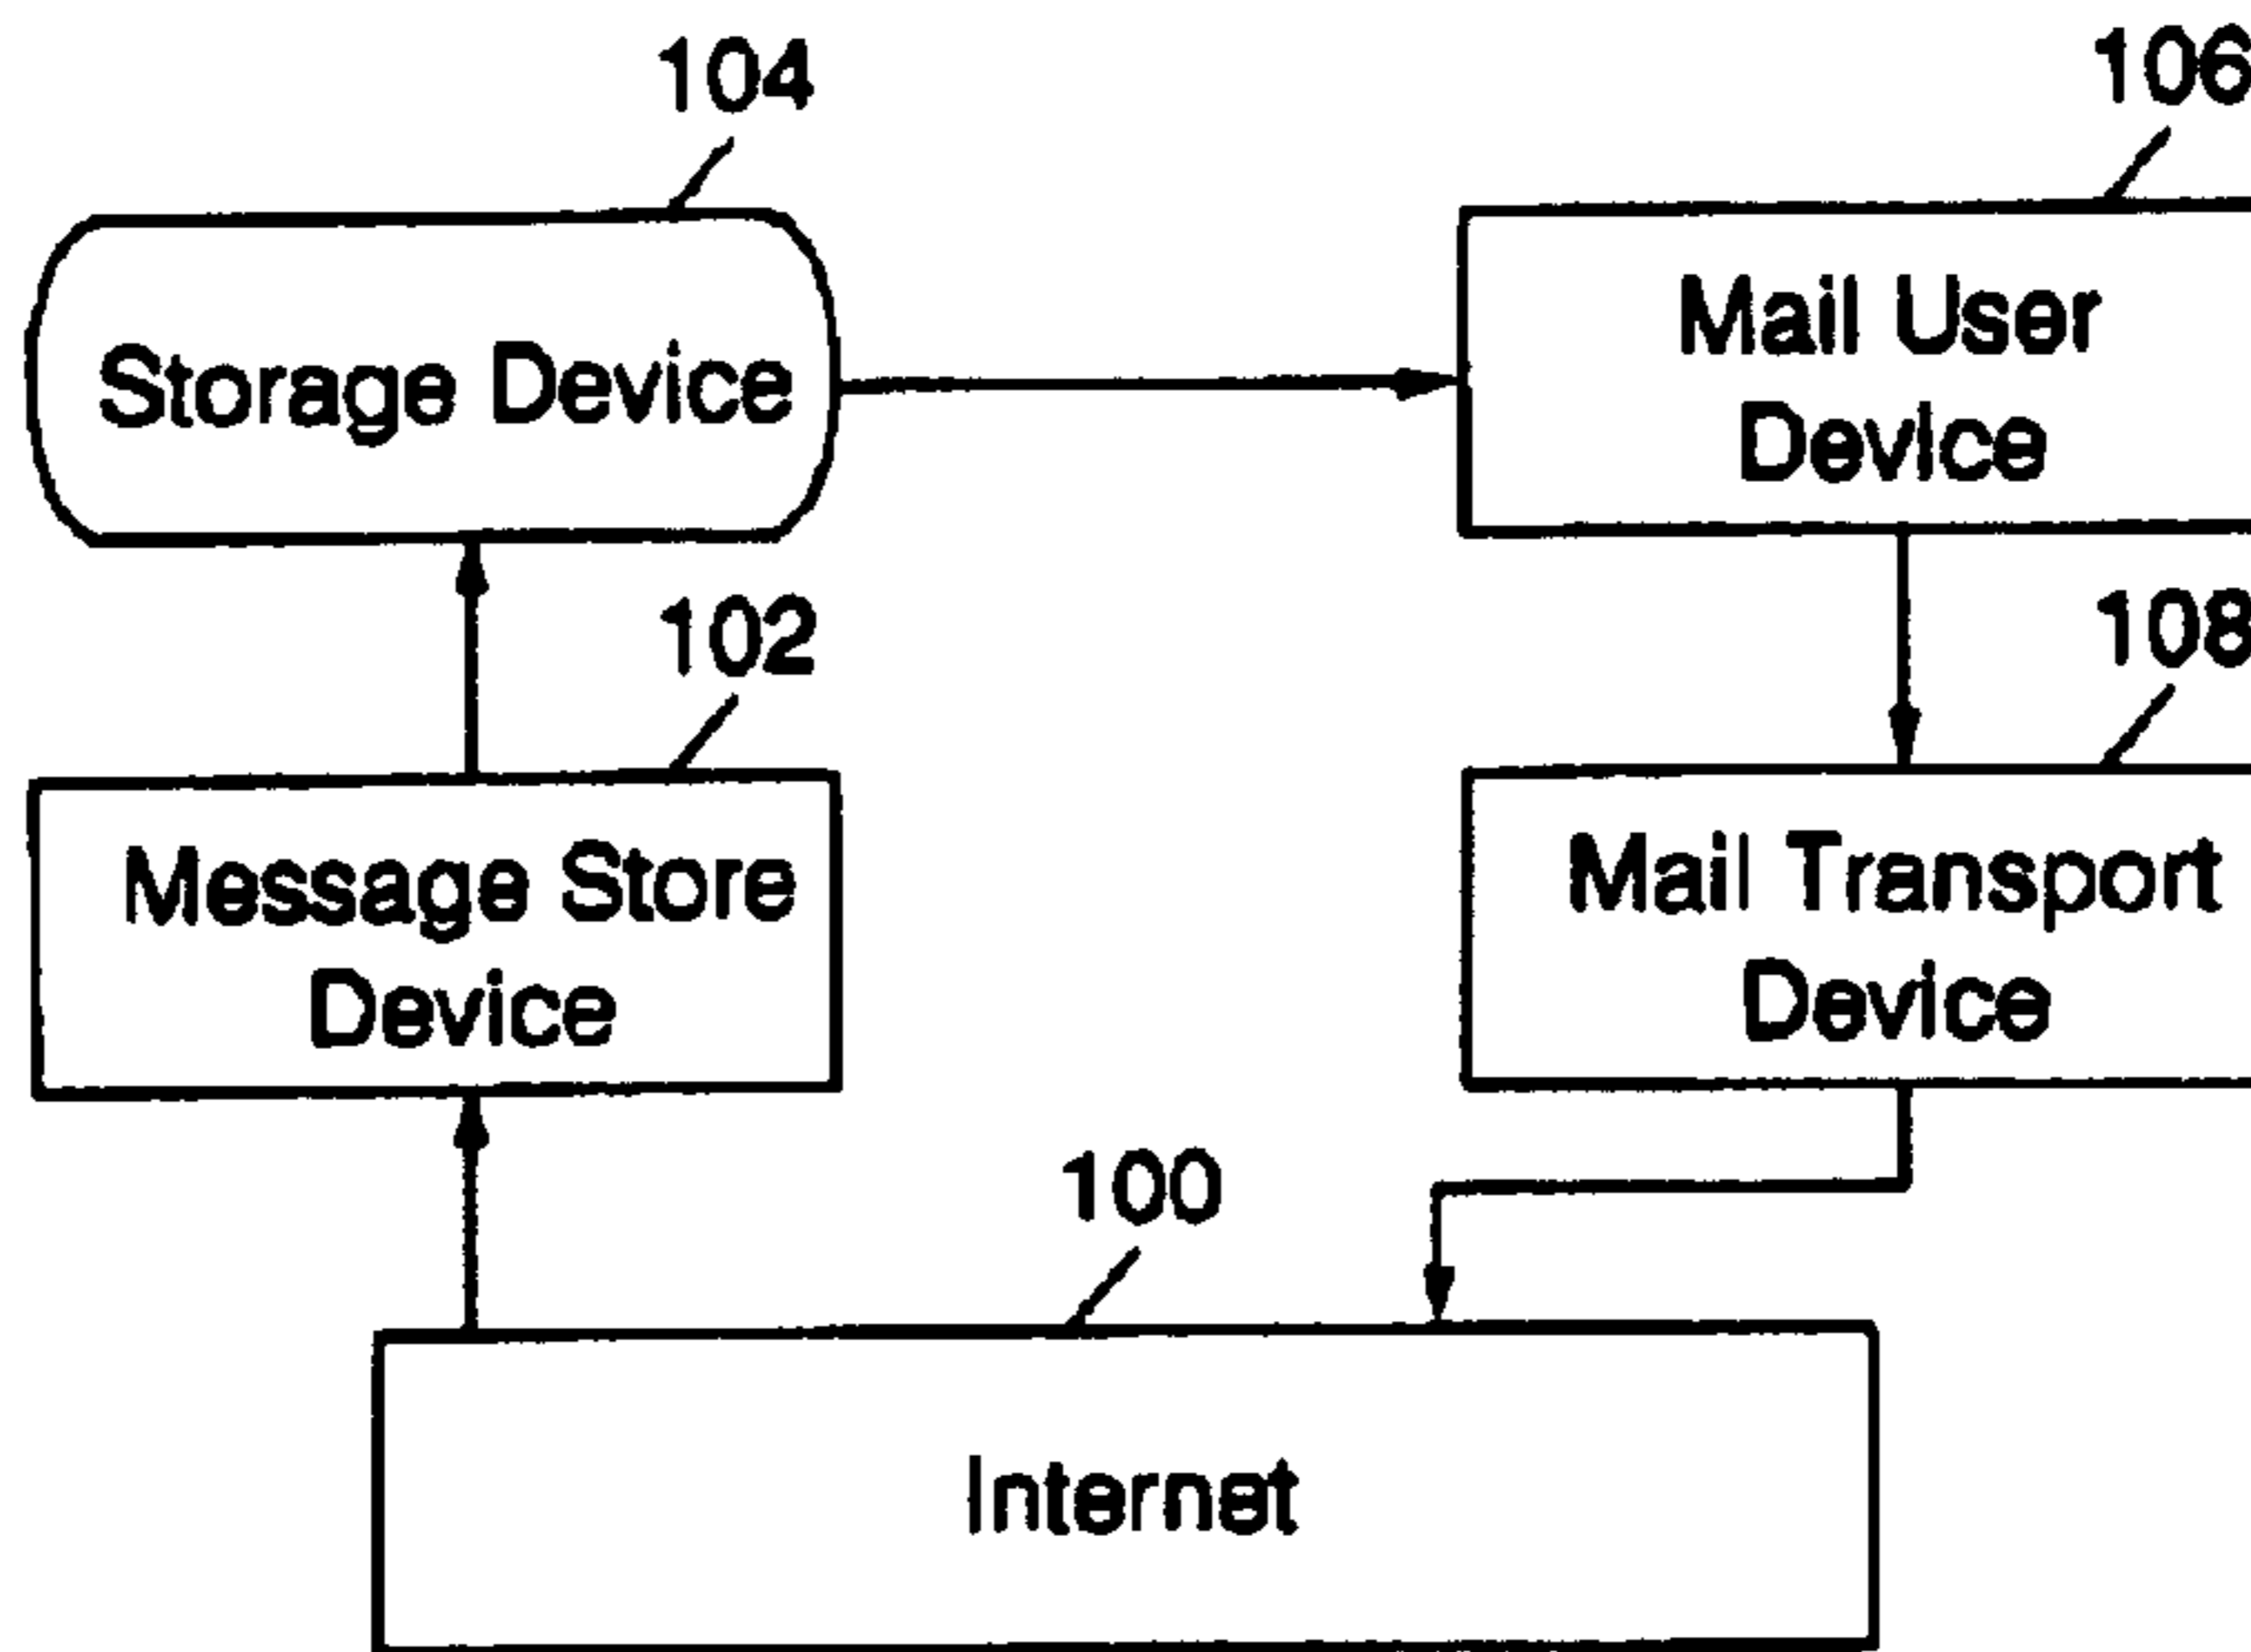 104
106
Storage Device
Mail User
Device
102
108
Message Store
Device
Mail Transport
Device
100
Internet